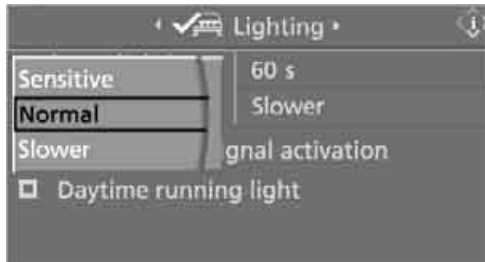 Lighting
i
Sensitive
60 s
Normal
Slower
Slower
gnal activation
Daytime running light